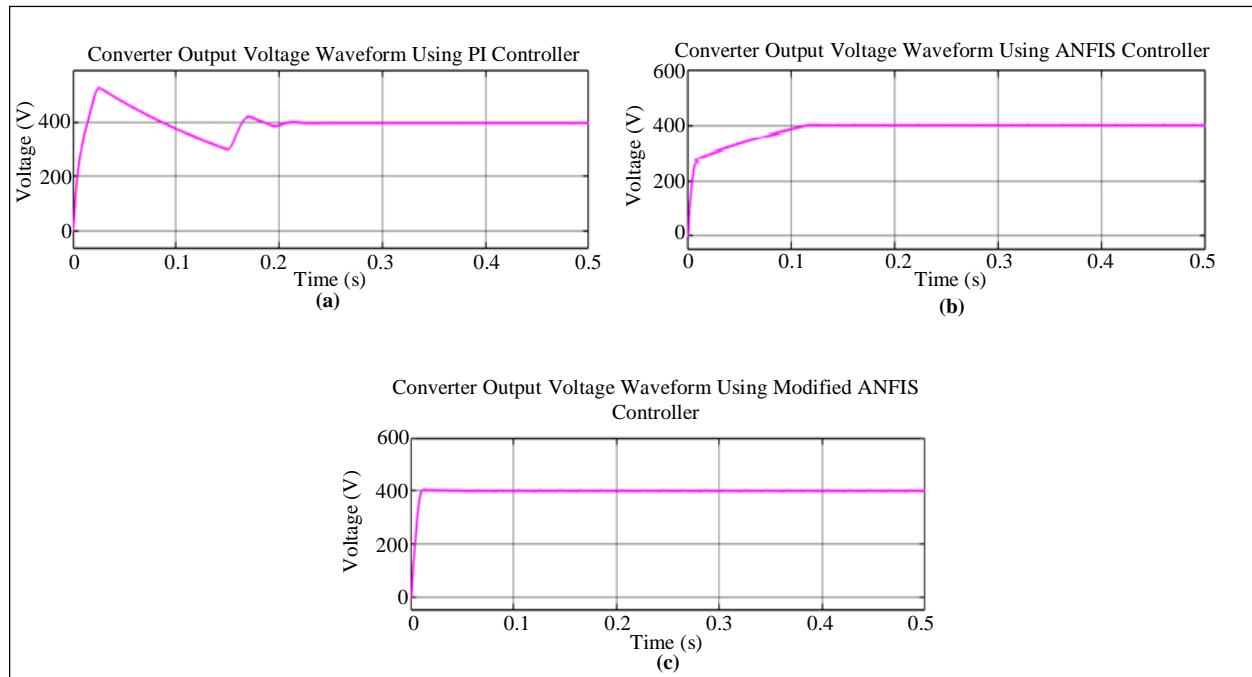 Converter Output Voltage Waveform Using PI Controller
Voltage (V)
400
200
0
0 0.1 0.2 0.3 0.4 0.5
Time (s)
(a)
Converter Output Voltage Waveform Using ANFIS Controller
Voltage (V)
600
400
200
0
0 0.1 0.2 0.3 0.4 0.5
Time (s)
(b)
Converter Output Voltage Waveform Using Modified ANFIS
Controller
Voltage (V)
600
400
200
0
0 0.1 0.2 0.3 0.4 0.5
Time (s)
(c)